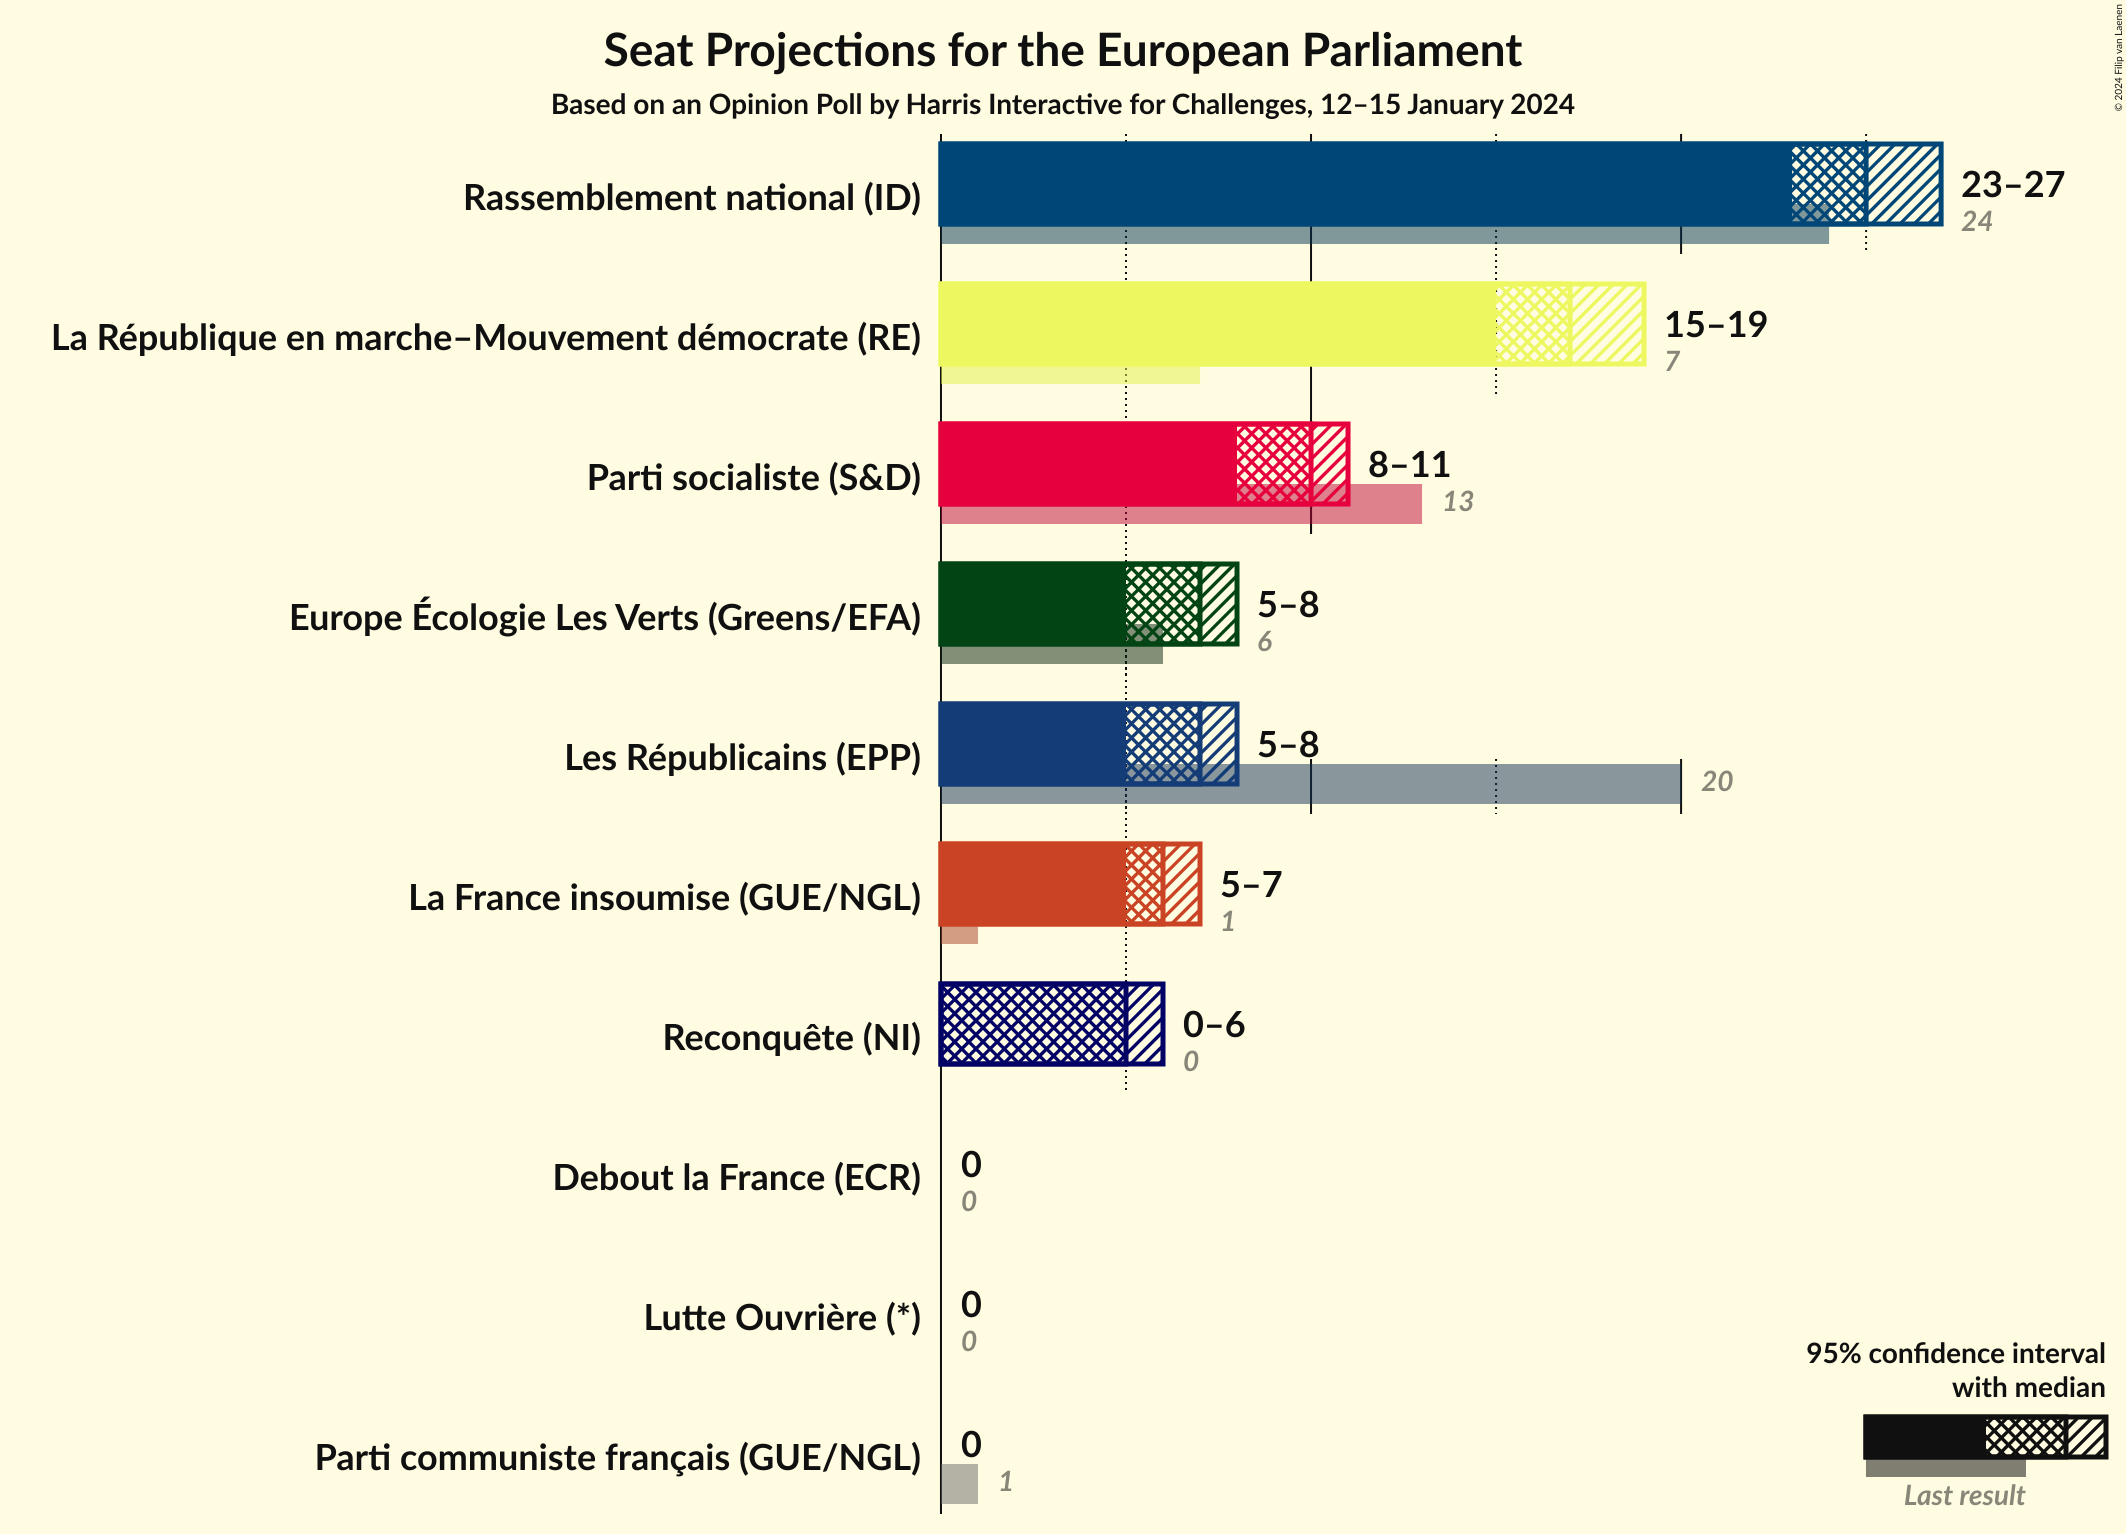 Seat Projections for the European Parliament
Based on an Opinion Poll by Harris Interactive for Challenges, 12–15 January 2024
© 2024 Filip van Laenen
Rassemblement national (ID)
23–27
24
La République en marche–Mouvement démocrate (RE)
15–19
7
Parti socialiste (S&D)
8–11
13
Europe Écologie Les Verts (Greens/EFA)
5–8
6
Les Républicains (EPP)
5–8
20
La France insoumise (GUE/NGL)
5–7
1
Reconquête (NI)
0–6
0
Debout la France (ECR)
0
0
Lutte Ouvrière (*)
0
0
Parti communiste français (GUE/NGL)
0
1
95% confidence interval
with median
Last result